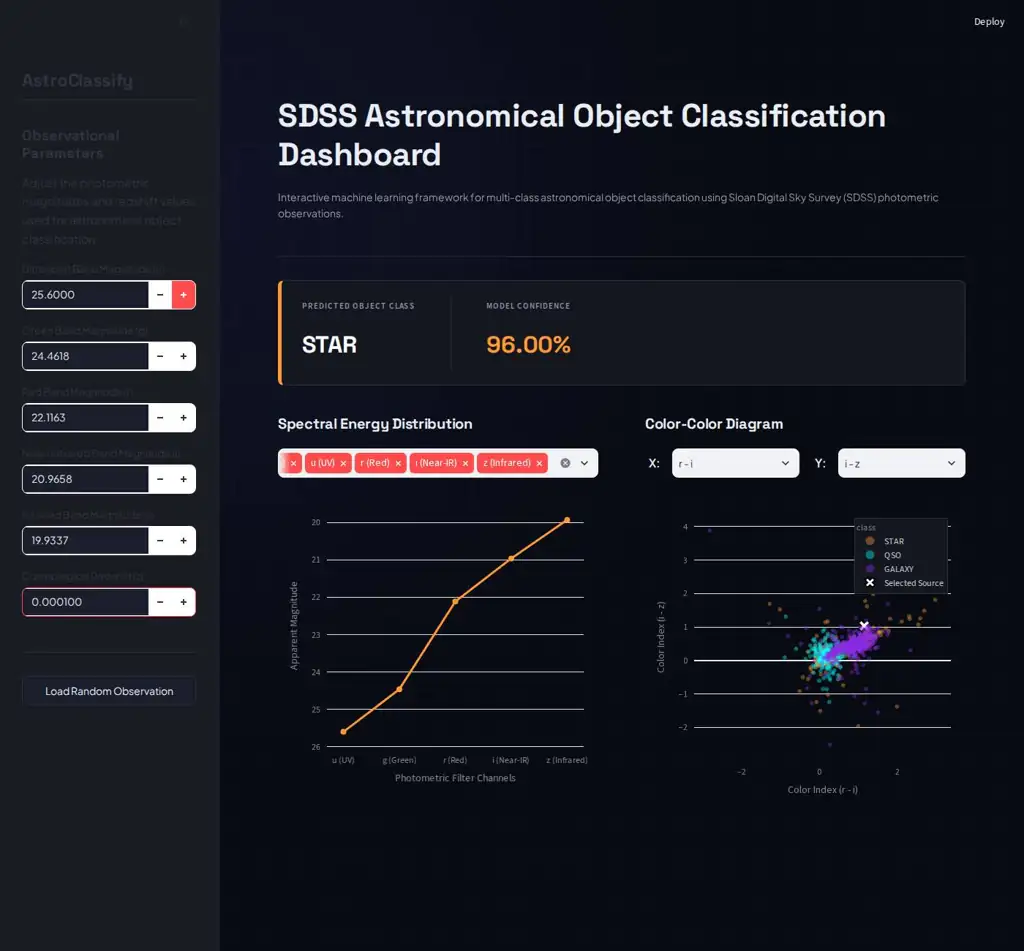 Deploy
AstroClassify
Observational
Parameters
Adjust the photometric
magnitudes and redshift values
used for astronomical object
classification.
25.6000
− +
24.4618
− +
22.1163
− +
20.9658
− +
19.9337
− +
0.000100
− +
Load Random Observation
SDSS Astronomical Object Classification
Dashboard
Interactive machine learning framework for multi-class astronomical object classification using Sloan Digital Sky Survey (SDSS) photometric
observations.
PREDICTED OBJECT CLASS
STAR
MODEL CONFIDENCE
96.00%
Spectral Energy Distribution
u (UV) r (Red) i (Near-IR) z (Infrared)
20
21
22
23
24
25
26
Apparent Magnitude
u (UV) g (Green) r (Red) i (Near-IR) z (Infrared)
Photometric Filter Channels
Color-Color Diagram
X: r - i Y: i - z
class
STAR
QSO
GALAXY
Selected Source
4
3
2
1
0
−1
−2
Color Index (i - z)
−2 0 2
Color Index (r - i)